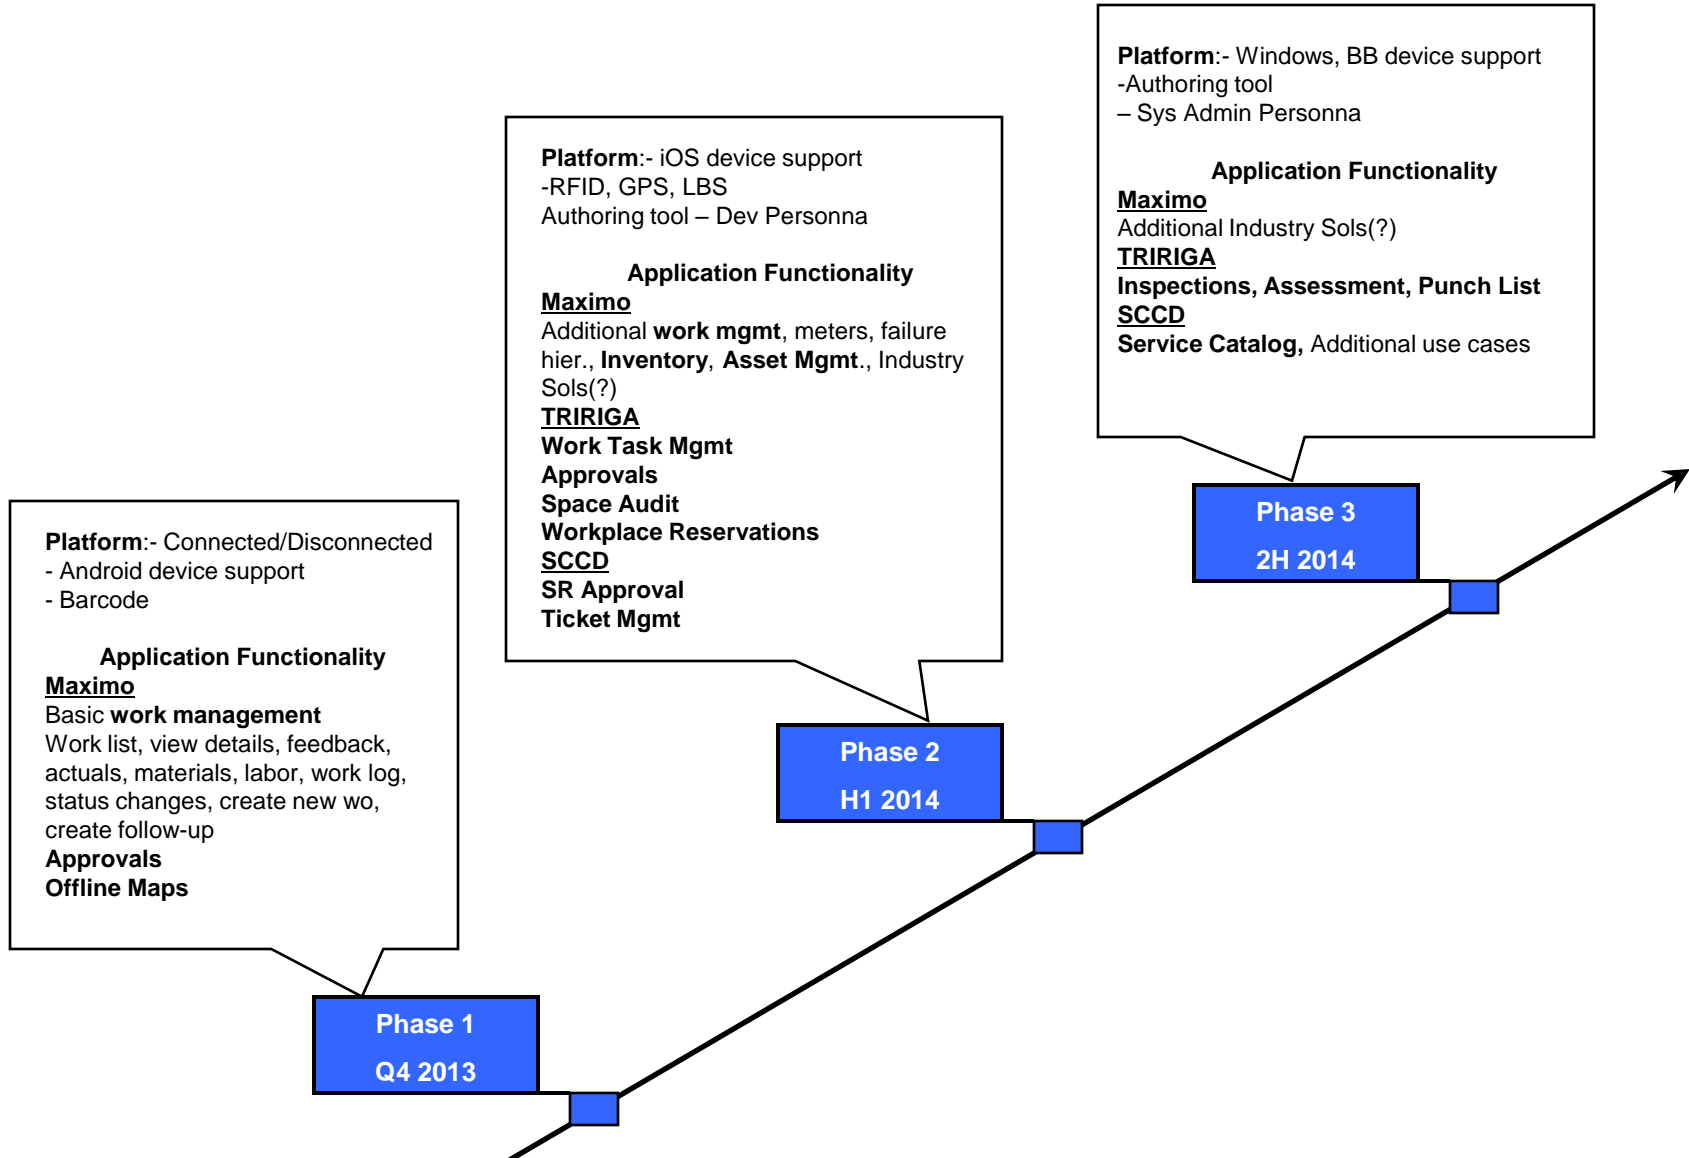 Platform:- Connected/Disconnected
- Android device support
- Barcode
Application Functionality
Maximo
Basic work management
Work list, view details, feedback,
actuals, materials, labor, work log,
status changes, create new wo,
create follow-up
Approvals
Offline Maps
Phase 1
Q4 2013
Platform:- iOS device support
-RFID, GPS, LBS
Authoring tool – Dev Personna
Application Functionality
Maximo
Additional work mgmt, meters, failure
hier., Inventory, Asset Mgmt., Industry
Sols(?)
TRIRIGA
Work Task Mgmt
Approvals
Space Audit
Workplace Reservations
SCCD
SR Approval
Ticket Mgmt
Phase 2
H1 2014
Platform:- Windows, BB device support
-Authoring tool
– Sys Admin Personna
Application Functionality
Maximo
Additional Industry Sols(?)
TRIRIGA
Inspections, Assessment, Punch List
SCCD
Service Catalog, Additional use cases
Phase 3
2H 2014